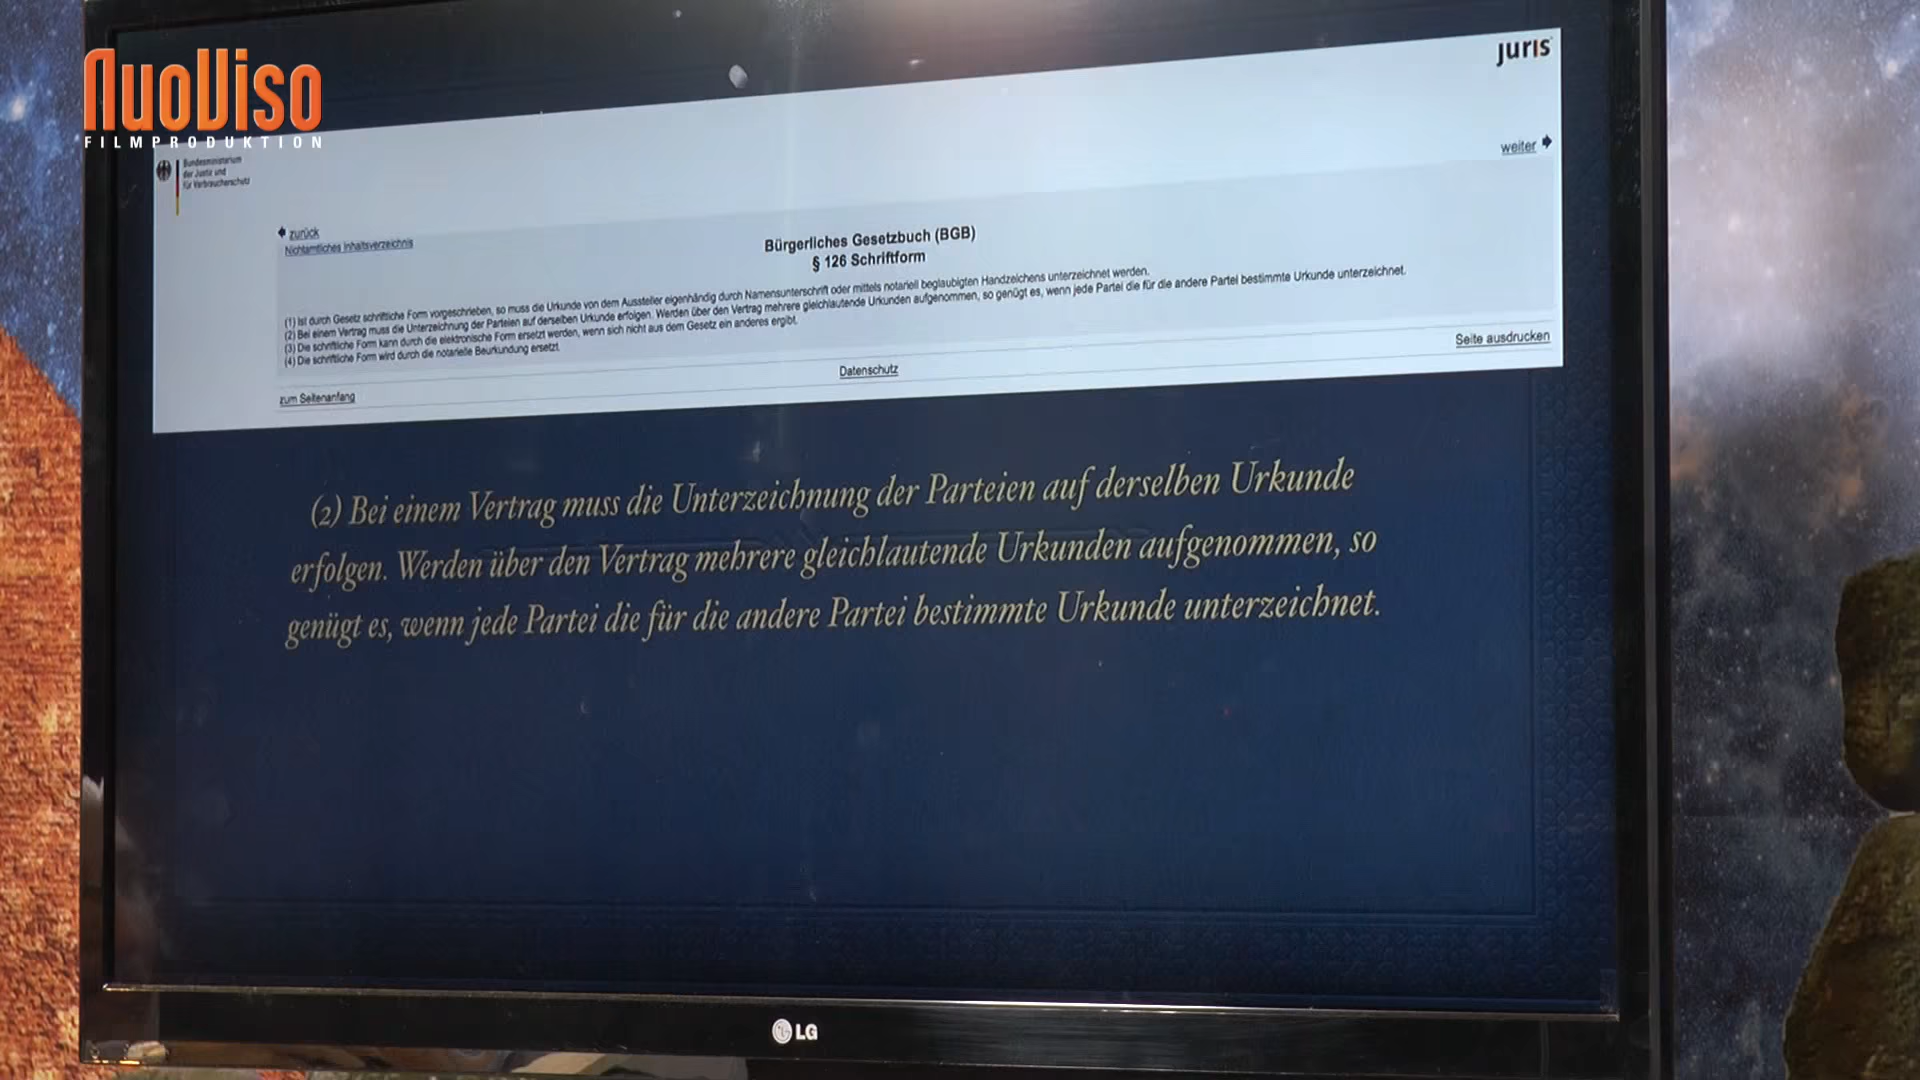 NuoViso
FILMPRODUKTION
juris
Bundesministerium
der Justiz und
für Verbraucherschutz
weiter
zurück
Nichtamtliches Inhaltsverzeichnis
Bürgerliches Gesetzbuch (BGB)
§ 126 Schriftform
(1) Ist durch Gesetz schriftliche Form vorgeschrieben, so muss die Urkunde von dem Aussteller eigenhändig durch Namensunterschrift oder mittels notariell beglaubigten Handzeichens unterzeichnet werden.
(2) Bei einem Vertrag muss die Unterzeichnung der Parteien auf derselben Urkunde erfolgen. Werden über den Vertrag mehrere gleichlautende Urkunden aufgenommen, so genügt es, wenn jede Partei die für die andere Partei bestimmte Urkunde unterzeichnet.
(3) Die schriftliche Form kann durch die elektronische Form ersetzt werden, wenn sich nicht aus dem Gesetz ein anderes ergibt.
(4) Die schriftliche Form wird durch die notarielle Beurkundung ersetzt.
zum Seitenanfang
Datenschutz
Seite ausdrucken
(2) Bei einem Vertrag muss die Unterzeichnung der Parteien auf derselben Urkunde
erfolgen. Werden über den Vertrag mehrere gleichlautende Urkunden aufgenommen, so
genügt es, wenn jede Partei die für die andere Partei bestimmte Urkunde unterzeichnet.
LG